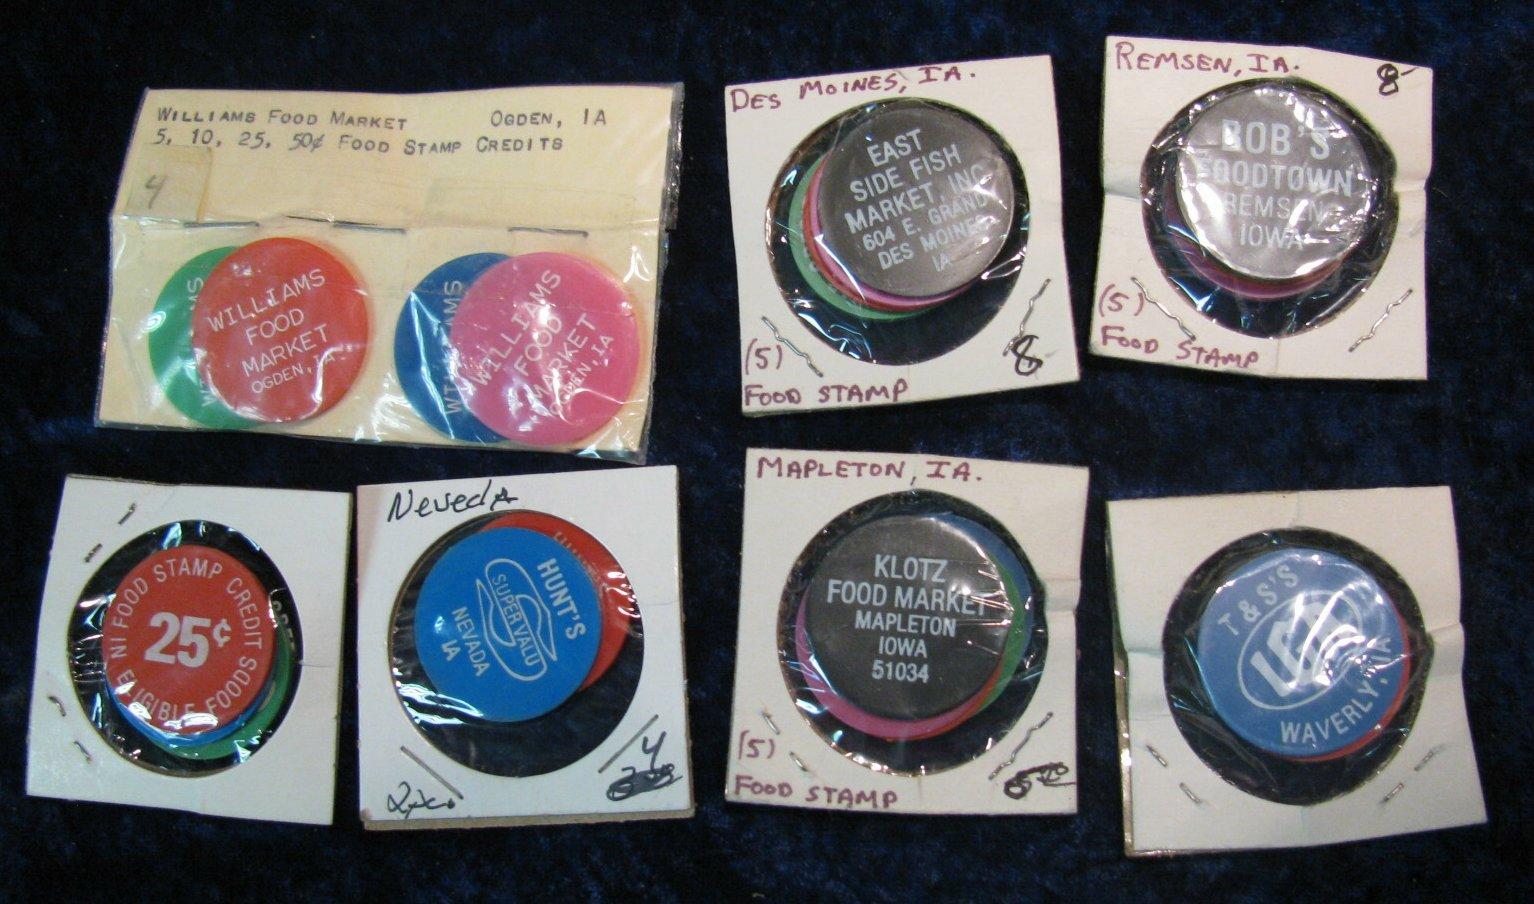 WILLIAMS FOOD MARKET OGDEN, IA
5, 10, 25, 50¢ FOOD STAMP CREDITS
4
WILLIAMS
FOOD
MARKET
OGDEN, IA
WILLIAMS
FOOD
MARKET
OGDEN, IA
DES MOINES, IA.
EAST
SIDE FISH
MARKET, INC.
604 E. GRAND
DES MOINES
IA.
(5)
8
FOOD STAMP
REMSEN, IA.
8
BOB'S
FOODTOWN
REMSEN
IOWA
(5)
FOOD STAMP
IN FOOD STAMP CREDIT
25¢
ELIGIBLE FOODS
Neveda
HUNT'S
SUPER VALU
NEVADA
IA
4
2pc.
MAPLETON, IA.
KLOTZ
FOOD MARKET
MAPLETON
IOWA
51034
(5)
FOOD STAMP
T & S'S
WAVERLY, IA